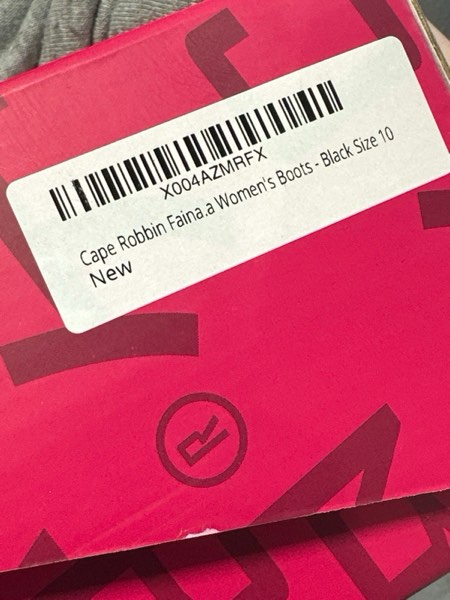 X004AZMRFX
Cape Robbin Faina.a Women's Boots - Black Size 10
New